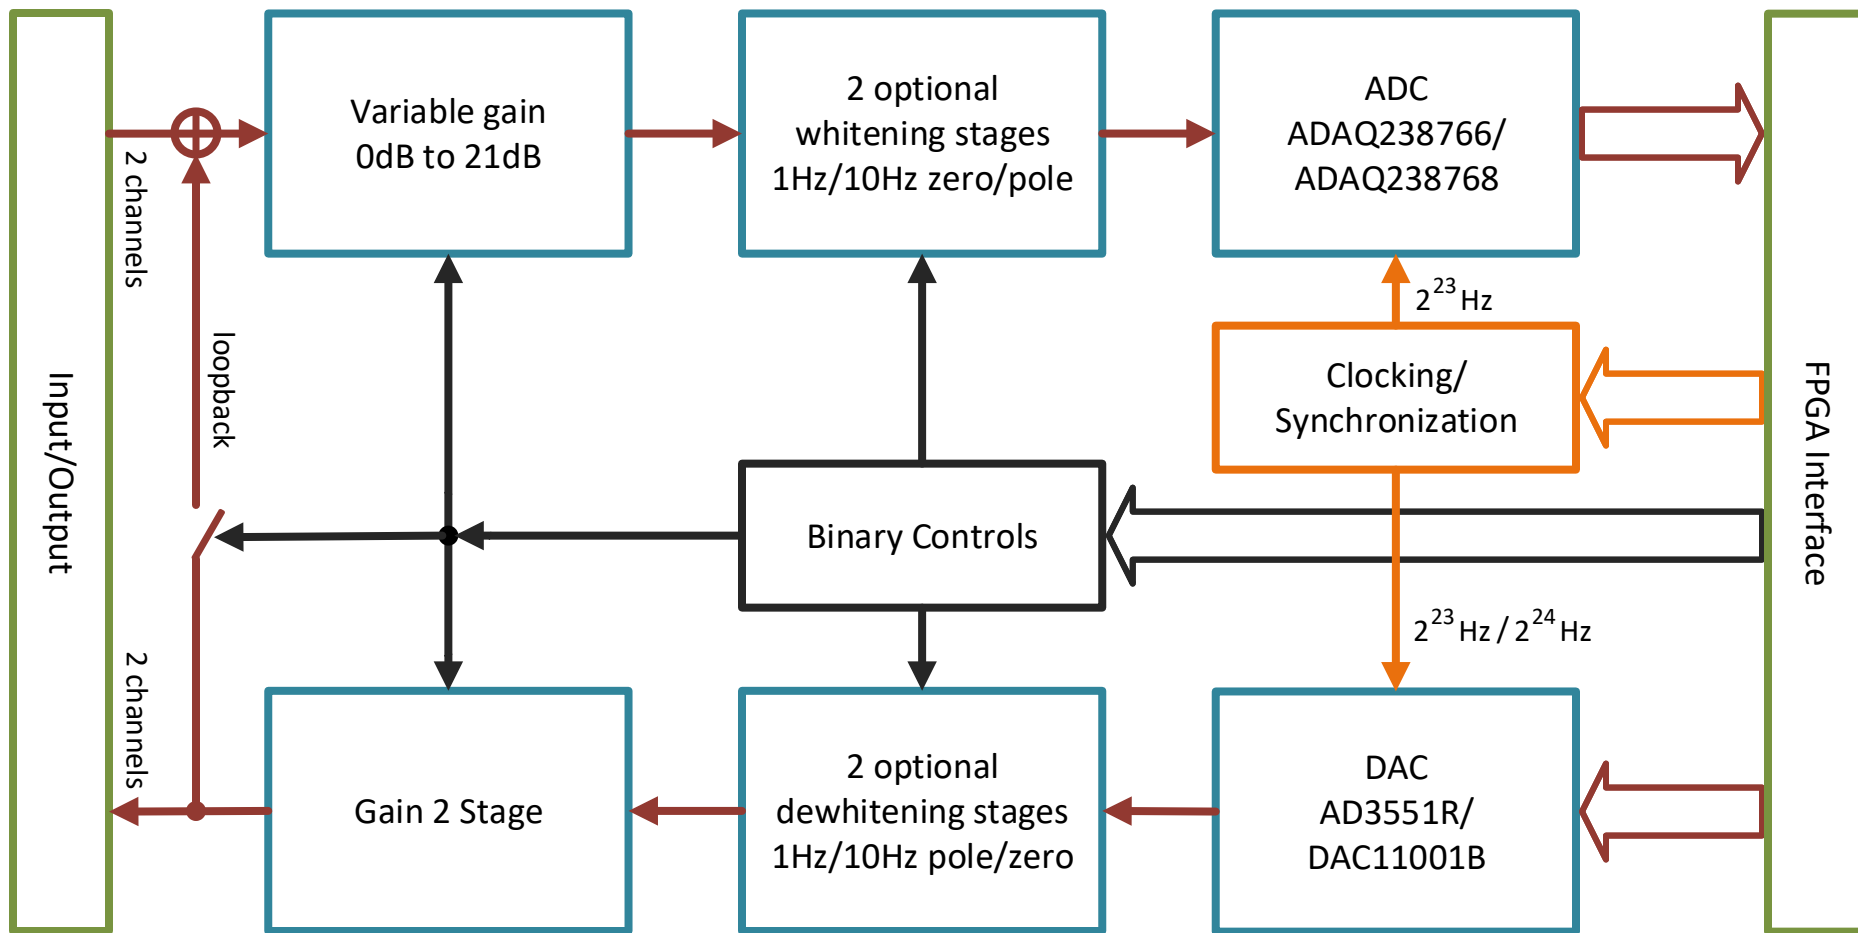 Input/Output
2 channels
loopback
2 channels
Variable gain
0dB to 21dB
2 optional
whitening stages
1Hz/10Hz zero/pole
ADC
ADAQ238766/
ADAQ238768
2^23 Hz
Clocking/
Synchronization
Binary Controls
2^23 Hz / 2^24 Hz
Gain 2 Stage
2 optional
dewhitening stages
1Hz/10Hz pole/zero
DAC
AD3551R/
DAC11001B
FPGA Interface